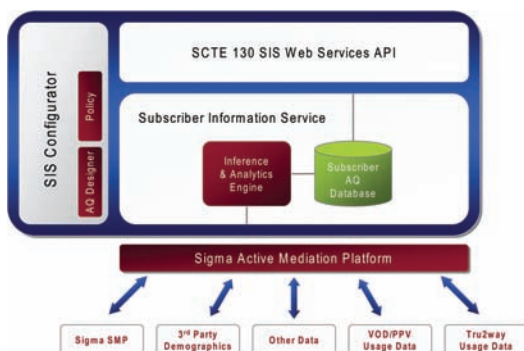 SCTE 130 SIS Web Services API
SIS Configurator
Policy
AQ Designer
Subscriber Information Service
Inference
& Analytics
Engine
Subscriber
AQ
Database
Sigma Active Mediation Platform
Sigma SMP
3rd Party
Demographics
Other Data
VOD/PPV
Usage Data
Tru2way
Usage Data